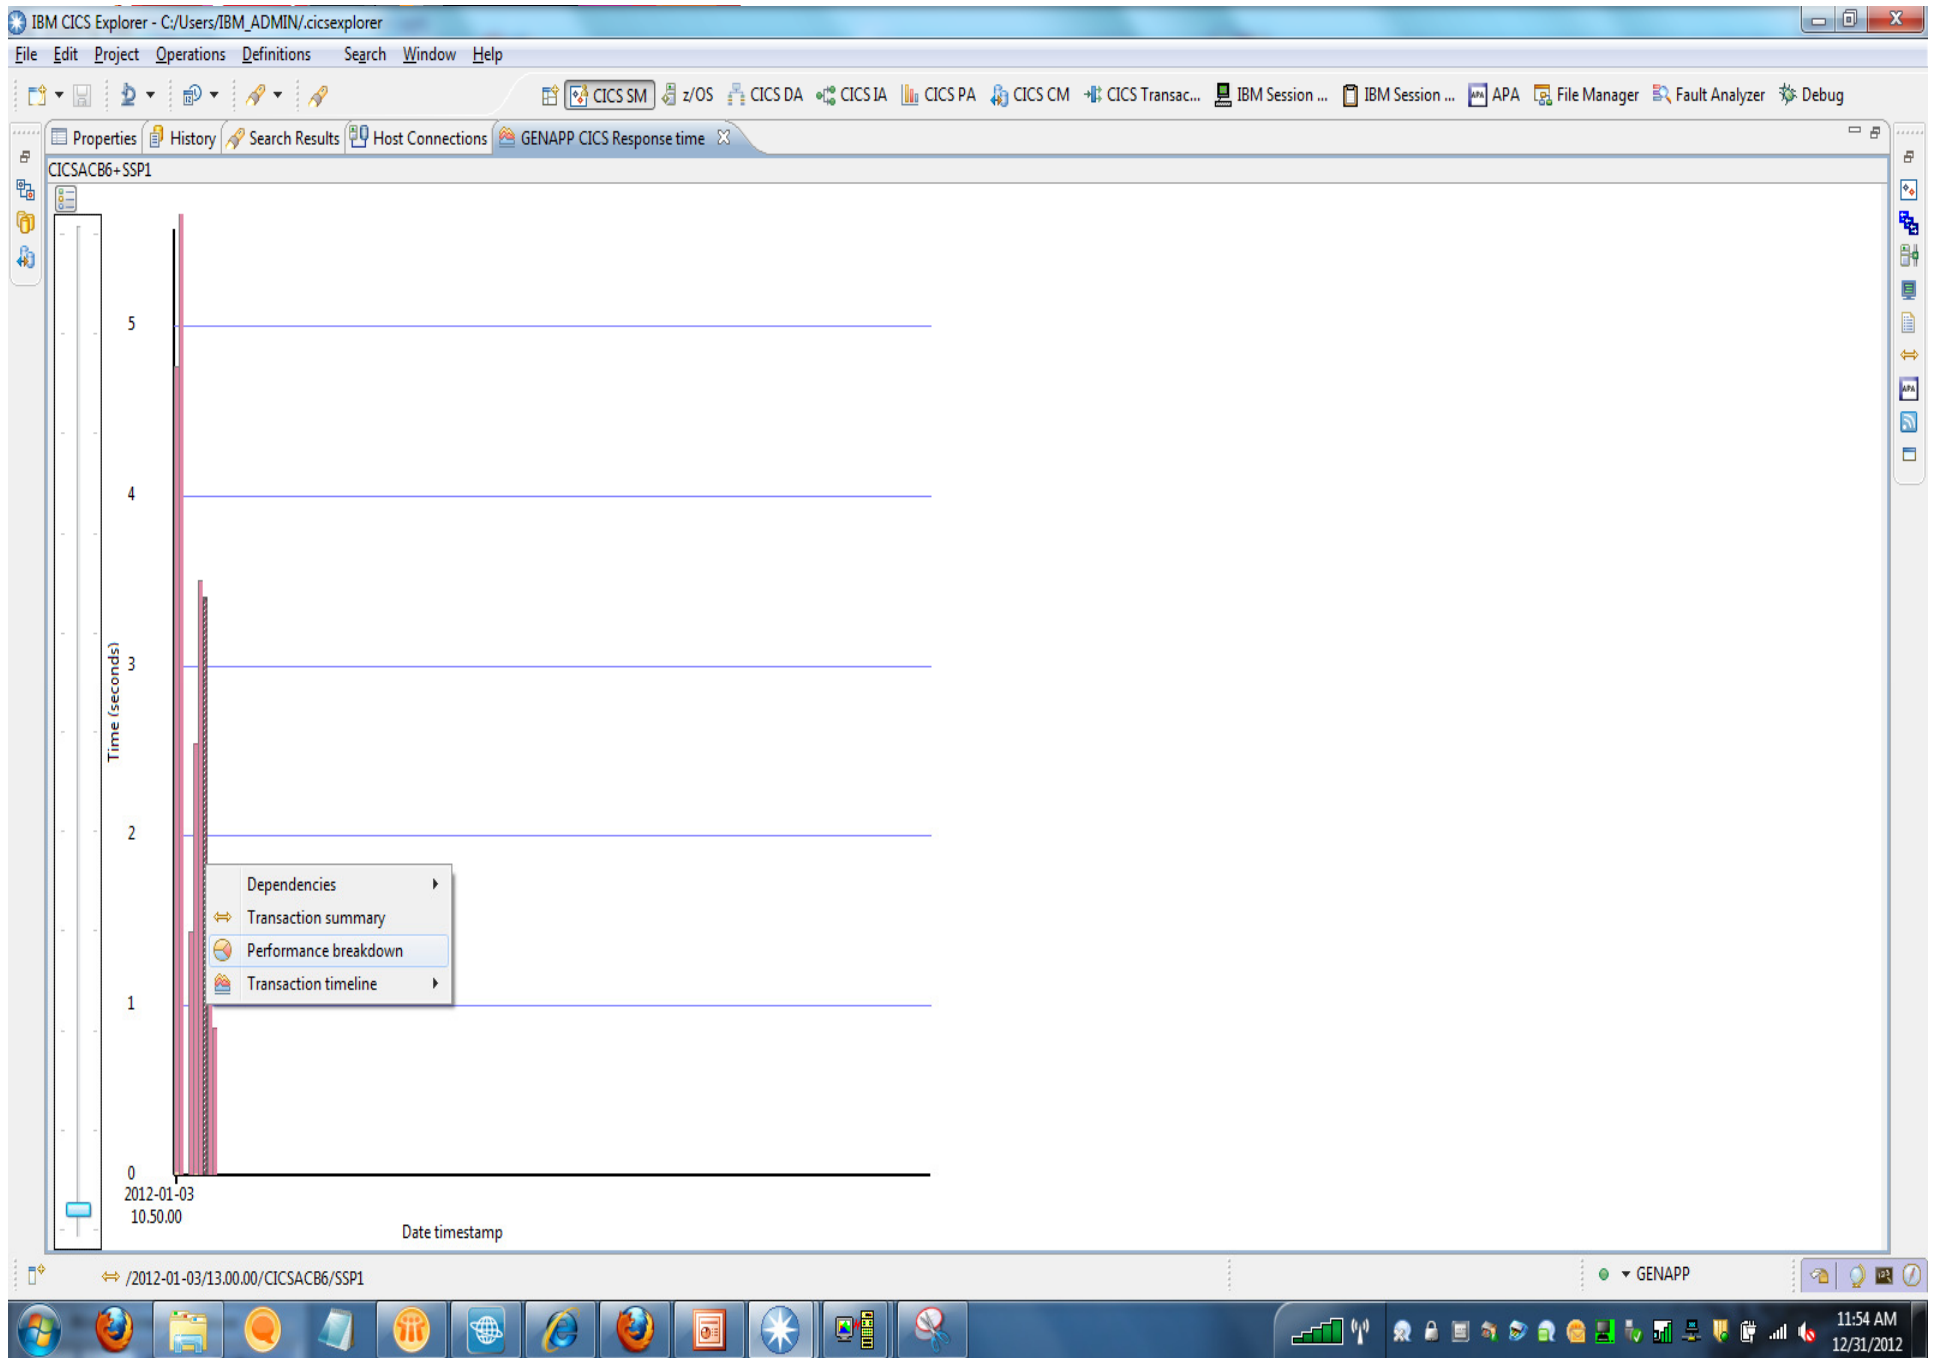 IBM CICS Explorer - C:/Users/IBM_ADMIN/.cicsexplorer
File Edit Project Operations Definitions Search Window Help
CICS SM z/OS CICS DA CICS IA CICS PA CICS CM CICS Transac... IBM Session ... IBM Session ... APA APA File Manager Fault Analyzer Debug
Properties History Search Results Host Connections GENAPP CICS Response time
CICSACB6+SSP1
5
4
3
2
1
0
Time (seconds)
Dependencies
Transaction summary
Performance breakdown
Transaction timeline
2012-01-03
10.50.00
Date timestamp
APA
/2012-01-03/13.00.00/CICSACB6/SSP1
GENAPP
11:54 AM
12/31/2012